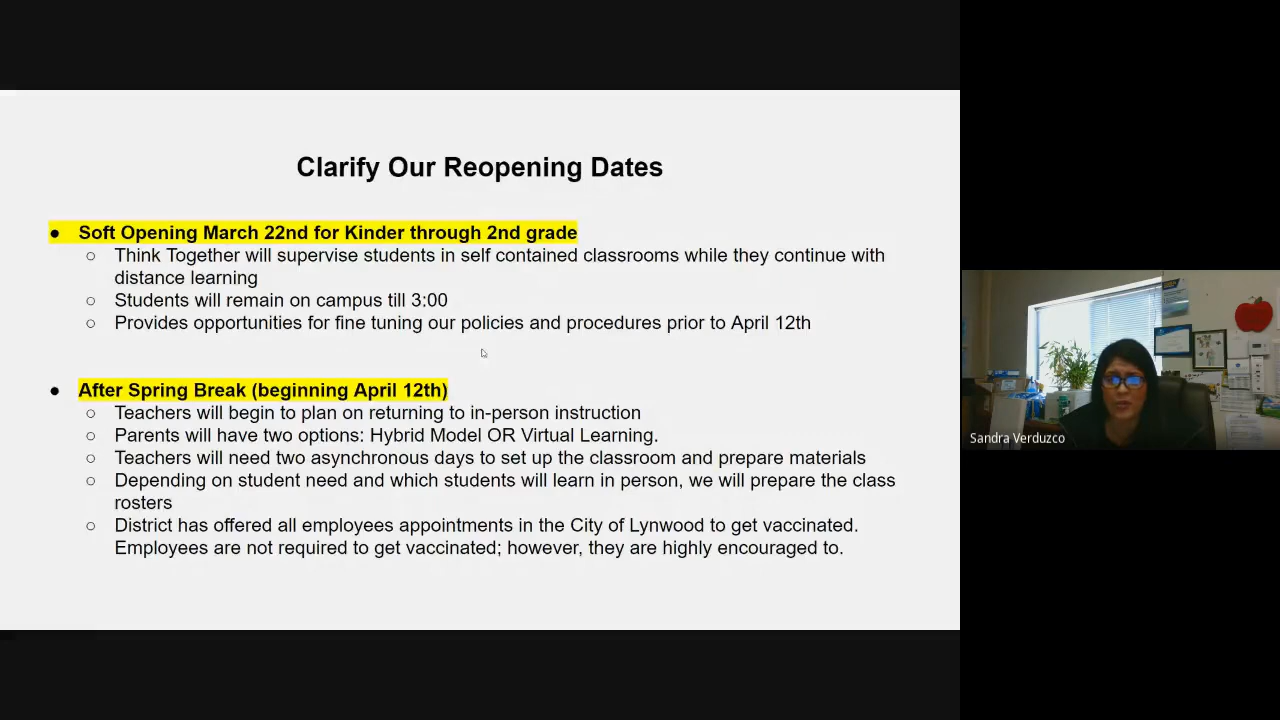 Clarify Our Reopening Dates
● Soft Opening March 22nd for Kinder through 2nd grade
○ Think Together will supervise students in self contained classrooms while they continue with
distance learning
○ Students will remain on campus till 3:00
○ Provides opportunities for fine tuning our policies and procedures prior to April 12th
● After Spring Break (beginning April 12th)
○ Teachers will begin to plan on returning to in-person instruction
○ Parents will have two options: Hybrid Model OR Virtual Learning.
○ Teachers will need two asynchronous days to set up the classroom and prepare materials
○ Depending on student need and which students will learn in person, we will prepare the class
rosters
○ District has offered all employees appointments in the City of Lynwood to get vaccinated.
Employees are not required to get vaccinated; however, they are highly encouraged to.
Sandra Verduzco